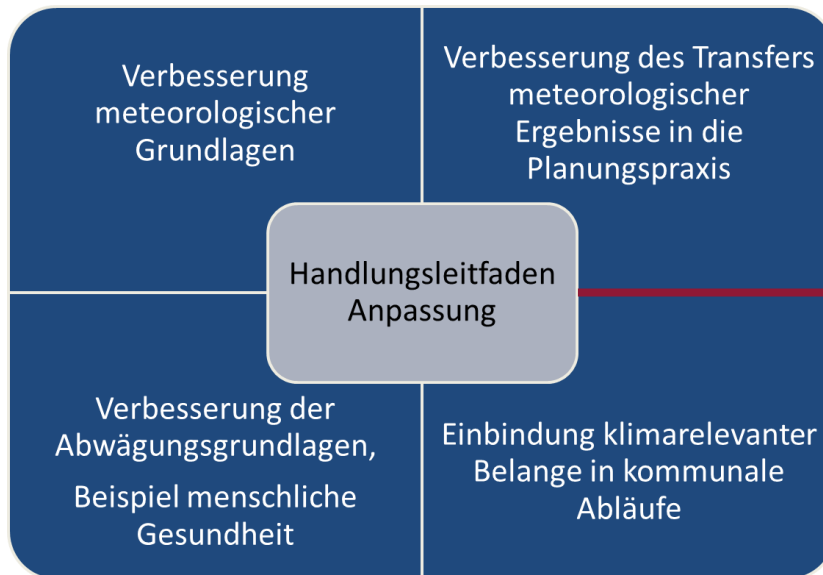 Verbesserung
meteorologischer
Grundlagen
Verbesserung des Transfers
meteorologischer
Ergebnisse in die
Planungspraxis
Handlungsleitfaden
Anpassung
Verbesserung der
Abwägungsgrundlagen,
Beispiel menschliche
Gesundheit
Einbindung klimarelevanter
Belange in kommunale
Abläufe